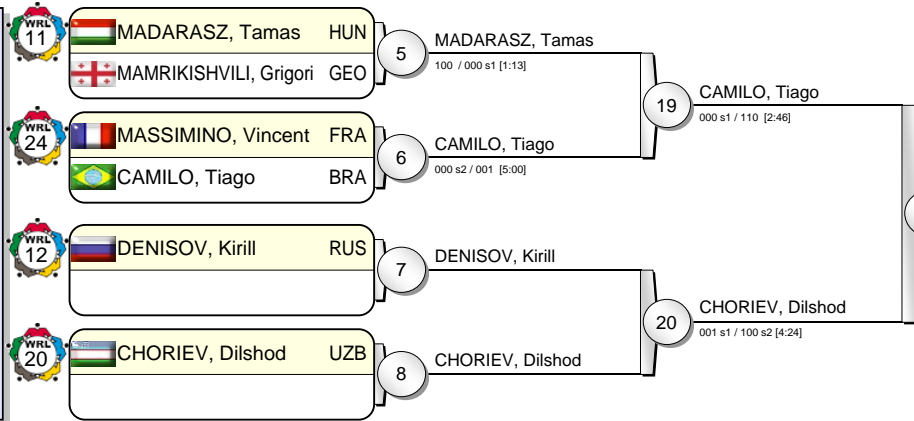 WRL
11
MADARASZ, Tamas HUN
MAMRIKISHVILI, Grigori GEO
5
MADARASZ, Tamas
100 / 000 s1 [1:13]
WRL
24
MASSIMINO, Vincent FRA
CAMILO, Tiago BRA
6
CAMILO, Tiago
000 s2 / 001 [5:00]
19
CAMILO, Tiago
000 s1 / 110 [2:46]
WRL
12
DENISOV, Kirill RUS
7
DENISOV, Kirill
WRL
20
CHORIEV, Dilshod UZB
8
CHORIEV, Dilshod
20
CHORIEV, Dilshod
001 s1 / 100 s2 [4:24]